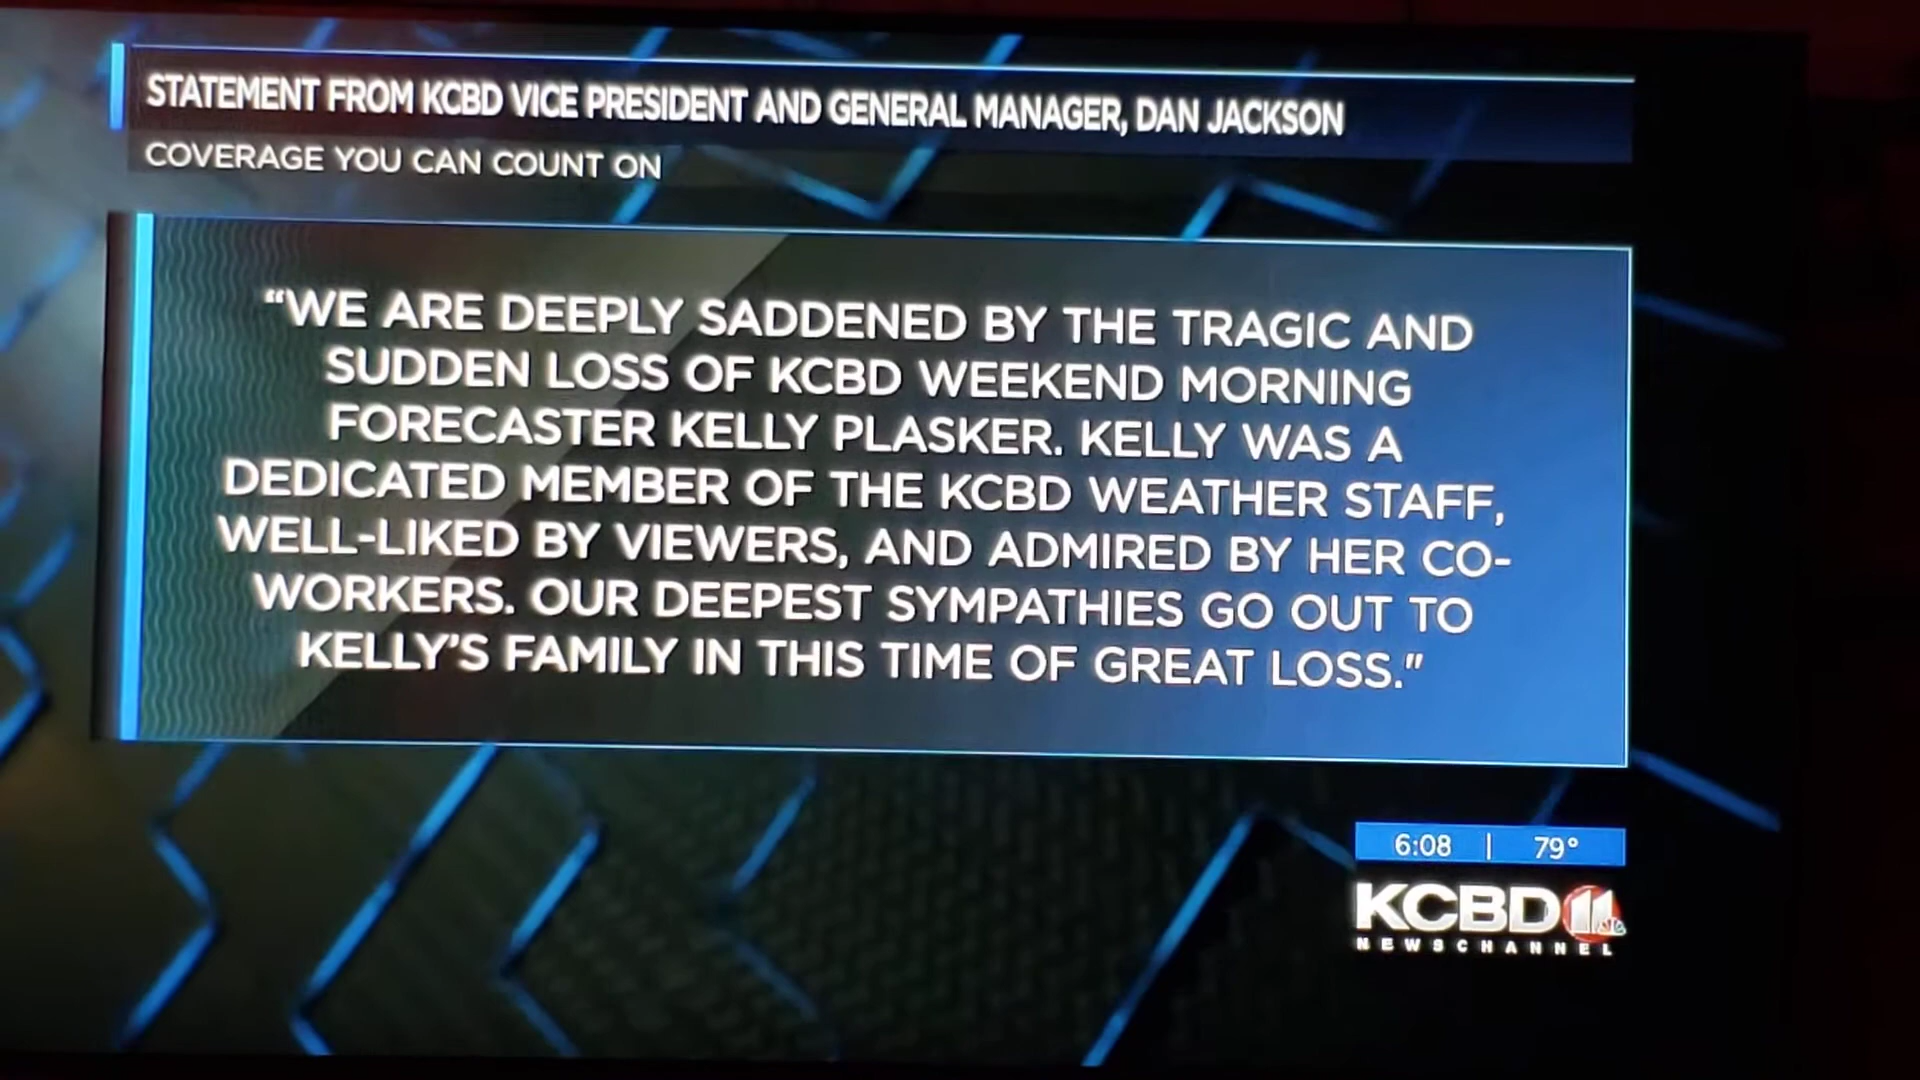 STATEMENT FROM KCBD VICE PRESIDENT AND GENERAL MANAGER, DAN JACKSON
COVERAGE YOU CAN COUNT ON
“WE ARE DEEPLY SADDENED BY THE TRAGIC AND
SUDDEN LOSS OF KCBD WEEKEND MORNING
FORECASTER KELLY PLASKER. KELLY WAS A
DEDICATED MEMBER OF THE KCBD WEATHER STAFF,
WELL-LIKED BY VIEWERS, AND ADMIRED BY HER CO-
WORKERS. OUR DEEPEST SYMPATHIES GO OUT TO
KELLY'S FAMILY IN THIS TIME OF GREAT LOSS.”
6:08 | 79°
KCBD 11
NEWSCHANNEL